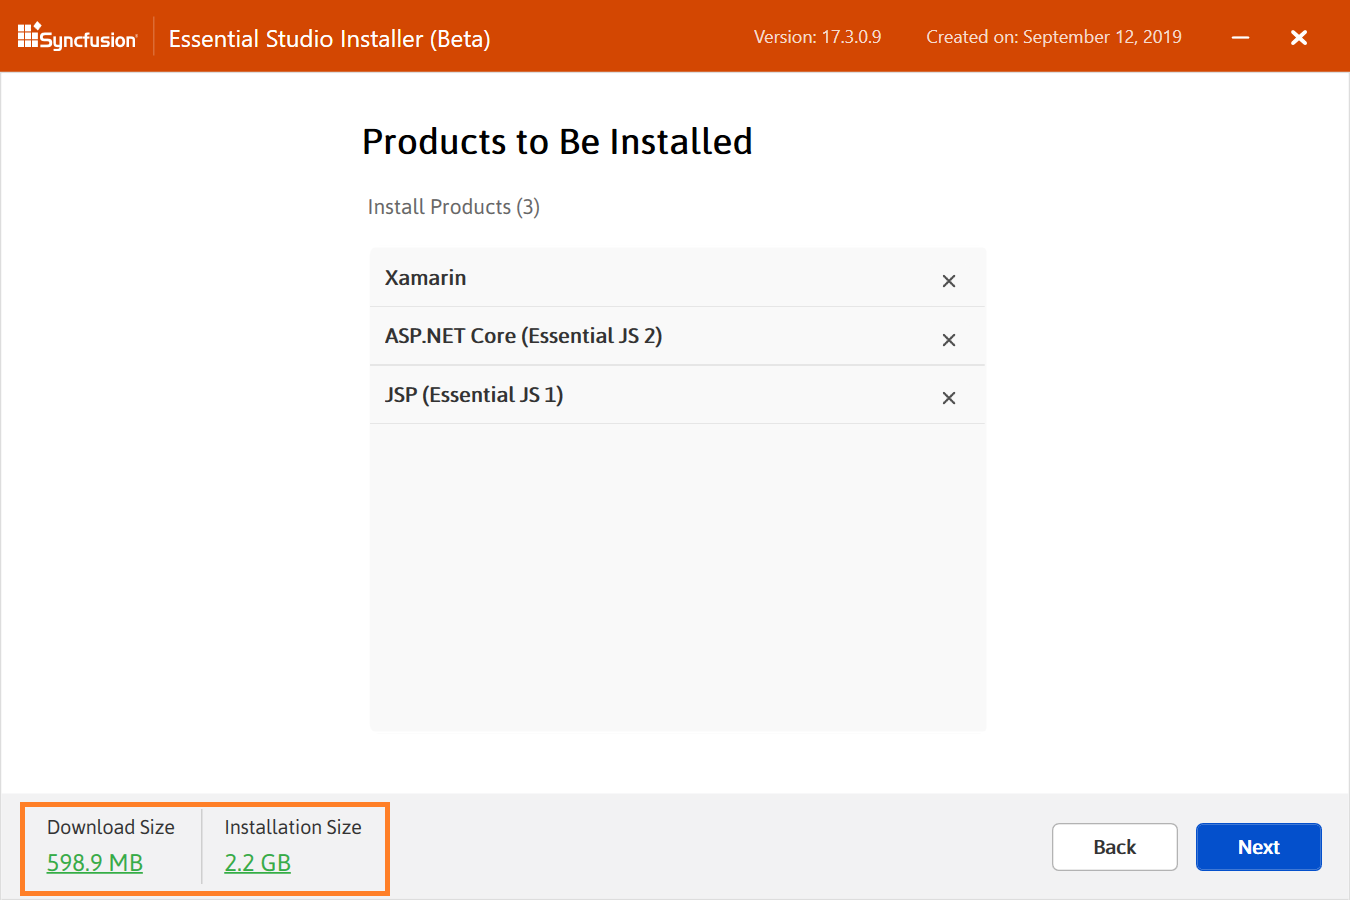 Syncfusion
Essential Studio Installer (Beta)
Version: 17.3.0.9
Created on: September 12, 2019
Products to Be Installed
Install Products (3)
Xamarin
ASP.NET Core (Essential JS 2)
JSP (Essential JS 1)
Download Size
Installation Size
598.9 MB
2.2 GB
Back
Next